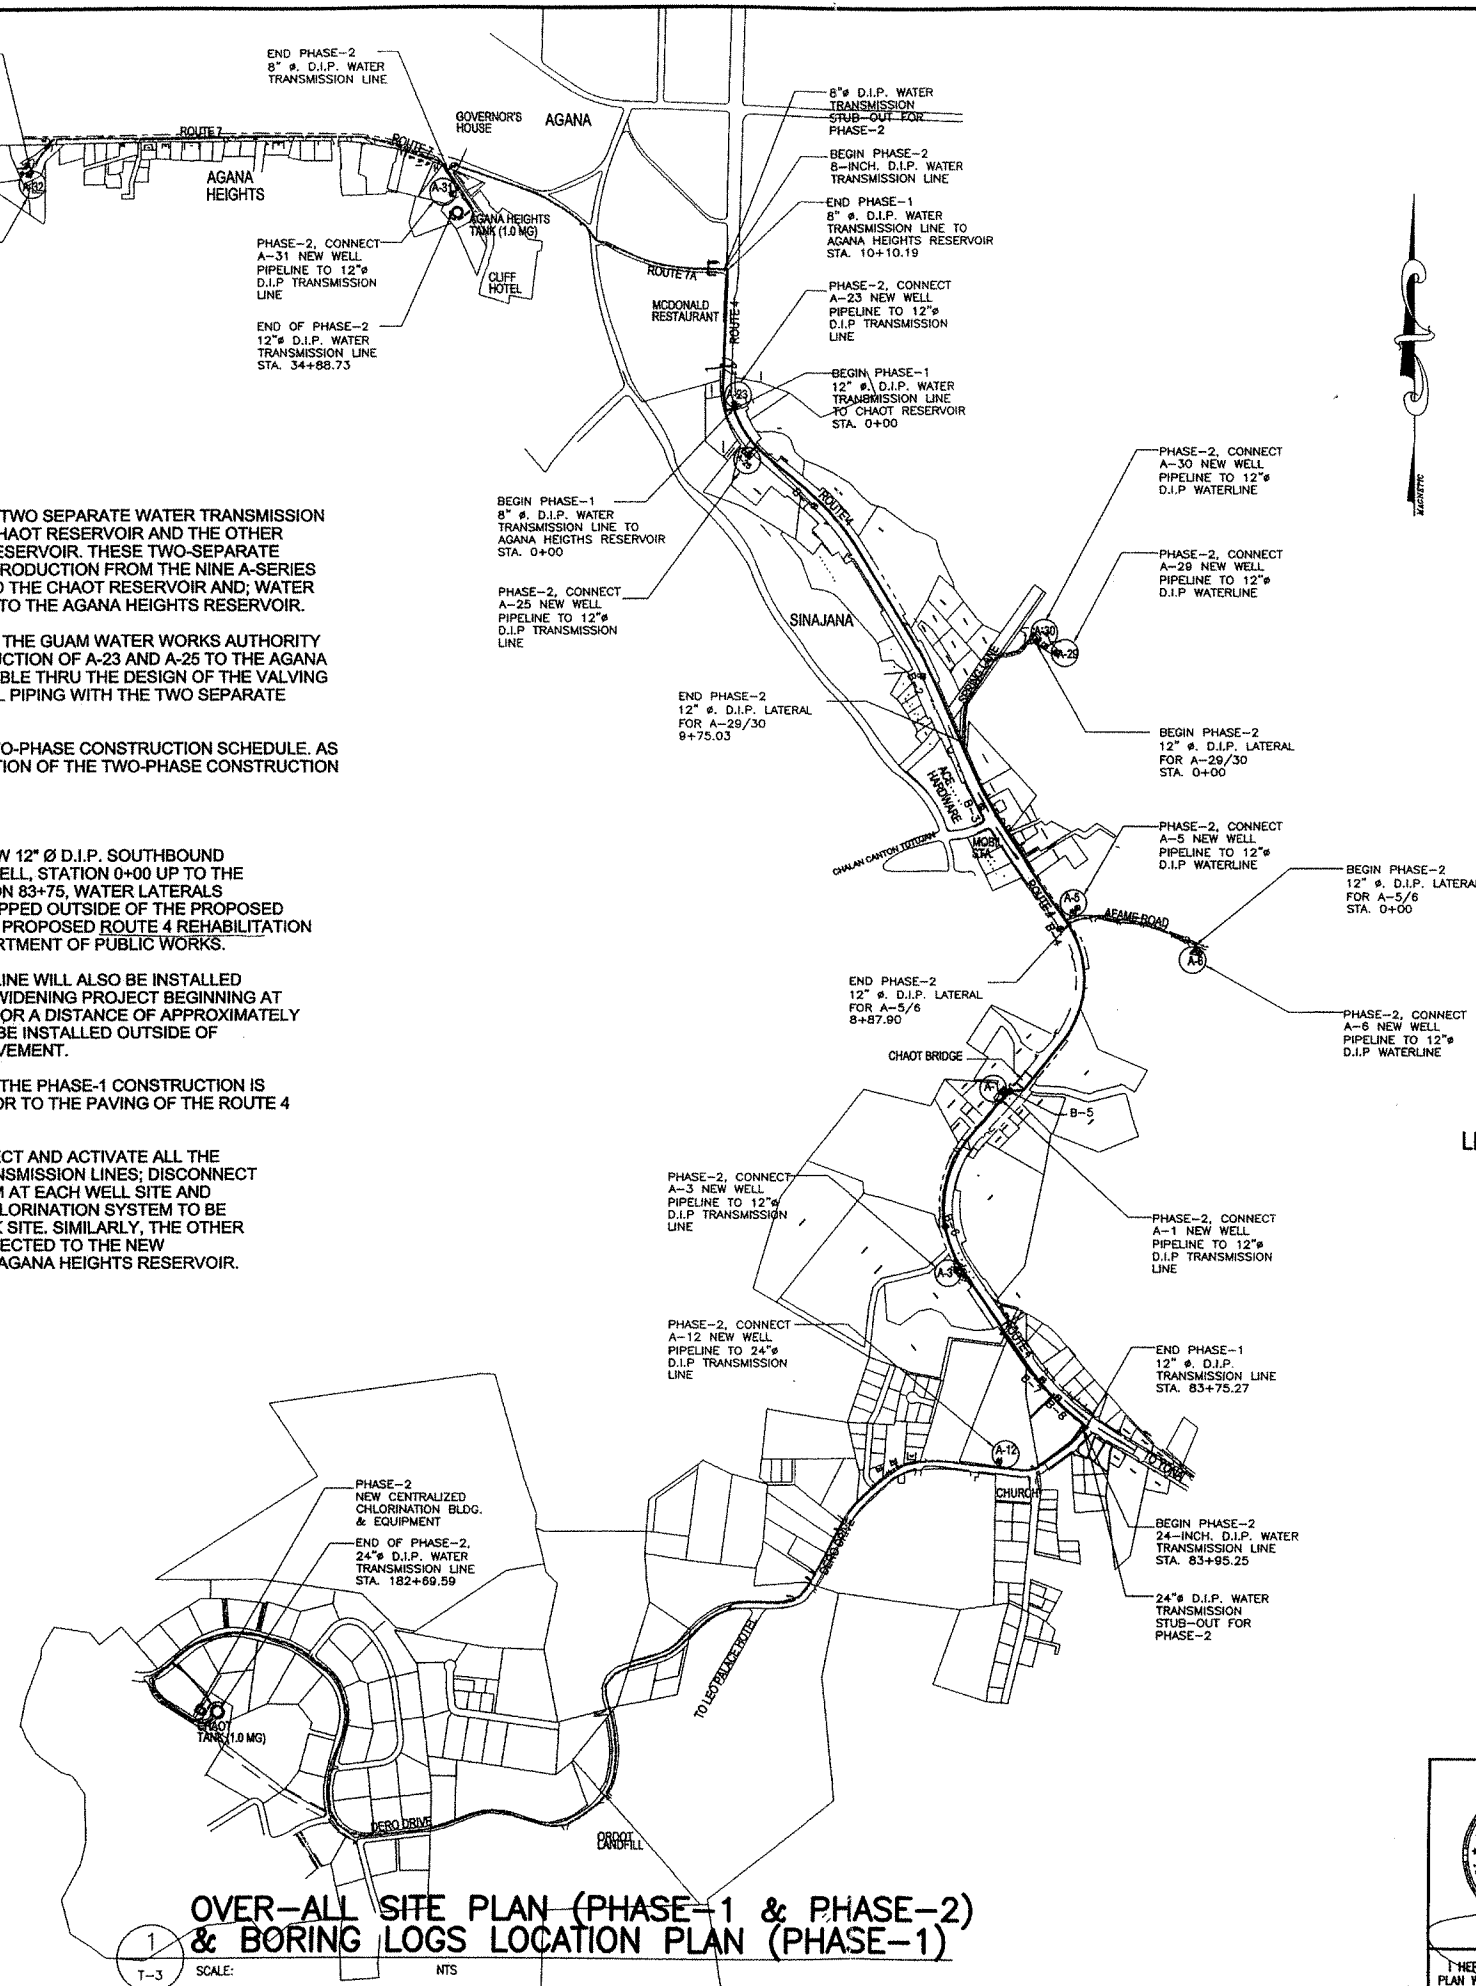 END PHASE-2
8" ø. D.I.P. WATER
TRANSMISSION LINE
GOVERNOR'S
HOUSE
AGANA
8"ø D.I.P. WATER
TRANSMISSION
STUB-OUT FOR
PHASE-2
ROUTE 7
ROUTE 7
BEGIN PHASE-2
8-INCH. D.I.P. WATER
TRANSMISSION LINE
A-32
AGANA
HEIGHTS
A-31
AGANA HEIGHTS
TANK (1.0 MG)
END PHASE-1
8" ø. D.I.P. WATER
TRANSMISSION LINE TO
AGANA HEIGHTS RESERVOIR
STA. 10+10.19
PHASE-2, CONNECT
A-31 NEW WELL
PIPELINE TO 12"ø
D.I.P TRANSMISSION
LINE
CLIFF
HOTEL
ROUTE 7A
MCDONALD
RESTAURANT
ROUTE 4
PHASE-2, CONNECT
A-23 NEW WELL
PIPELINE TO 12"ø
D.I.P TRANSMISSION
LINE
END OF PHASE-2
12"ø D.I.P. WATER
TRANSMISSION LINE
STA. 34+88.73
A-23
BEGIN PHASE-1
12" ø. D.I.P. WATER
TRANSMISSION LINE
TO CHAOT RESERVOIR
STA. 0+00
MAGNETIC
PHASE-2, CONNECT
A-30 NEW WELL
PIPELINE TO 12"ø
D.I.P WATERLINE
BEGIN PHASE-1
8" ø. D.I.P. WATER
TRANSMISSION LINE TO
AGANA HEIGTHS RESERVOIR
STA. 0+00
ROUTE 4
TWO SEPARATE WATER TRANSMISSION
HAOT RESERVOIR AND THE OTHER
ESERVOIR. THESE TWO-SEPARATE
RODUCTION FROM THE NINE A-SERIES
O THE CHAOT RESERVOIR AND; WATER
TO THE AGANA HEIGHTS RESERVOIR.
PHASE-2, CONNECT
A-29 NEW WELL
PIPELINE TO 12"ø
D.I.P WATERLINE
PHASE-2, CONNECT
A-25 NEW WELL
PIPELINE TO 12"ø
D.I.P TRANSMISSION
LINE
SINAJANA
A-30
A-29
SPRING LANE
B-2
THE GUAM WATER WORKS AUTHORITY
UCTION OF A-23 AND A-25 TO THE AGANA
BLE THRU THE DESIGN OF THE VALVING
L PIPING WITH THE TWO SEPARATE
END PHASE-2
12" ø. D.I.P. LATERAL
FOR A-29/30
9+75.03
BEGIN PHASE-2
12" ø. D.I.P. LATERAL
FOR A-29/30
STA. 0+00
WO-PHASE CONSTRUCTION SCHEDULE. AS
TION OF THE TWO-PHASE CONSTRUCTION
ACE
HARDWARE
B-3
CHALAN CANTON TUTUJAN
MOBIL
STA.
PHASE-2, CONNECT
A-5 NEW WELL
PIPELINE TO 12"ø
D.I.P WATERLINE
BEGIN PHASE-2
12" ø. D.I.P. LATERAL
FOR A-5/6
STA. 0+00
ROUTE 4
A-5
AFAME ROAD
B-4
A-6
W 12" Ø D.I.P. SOUTHBOUND
ELL, STATION 0+00 UP TO THE
ON 83+75, WATER LATERALS
PPED OUTSIDE OF THE PROPOSED
PROPOSED ROUTE 4 REHABILITATION
RTMENT OF PUBLIC WORKS.
END PHASE-2
12" ø. D.I.P. LATERAL
FOR A-5/6
8+87.90
PHASE-2, CONNECT
A-6 NEW WELL
PIPELINE TO 12"ø
D.I.P WATERLINE
LINE WILL ALSO BE INSTALLED
WIDENING PROJECT BEGINNING AT
OR A DISTANCE OF APPROXIMATELY
BE INSTALLED OUTSIDE OF
VEMENT.
CHAOT BRIDGE
A-1
B-5
THE PHASE-1 CONSTRUCTION IS
OR TO THE PAVING OF THE ROUTE 4
ECT AND ACTIVATE ALL THE
NSMISSION LINES; DISCONNECT
M AT EACH WELL SITE AND
LORINATION SYSTEM TO BE
K SITE. SIMILARLY, THE OTHER
ECTED TO THE NEW
AGANA HEIGHTS RESERVOIR.
PHASE-2, CONNECT
A-3 NEW WELL
PIPELINE TO 12"ø
D.I.P TRANSMISSION
LINE
B-6
A-3
PHASE-2, CONNECT
A-1 NEW WELL
PIPELINE TO 12"ø
D.I.P TRANSMISSION
LINE
PHASE-2, CONNECT
A-12 NEW WELL
PIPELINE TO 24"ø
D.I.P TRANSMISSION
LINE
ROUTE 4
B-7
B-8
END PHASE-1
12" ø. D.I.P.
TRANSMISSION LINE
STA. 83+75.27
A-12
TO YONA
CHURCH
PHASE-2
NEW CENTRALIZED
CHLORINATION BLDG.
& EQUIPMENT
BEGIN PHASE-2
24-INCH. D.I.P. WATER
TRANSMISSION LINE
STA. 83+95.25
END OF PHASE-2,
24"ø D.I.P. WATER
TRANSMISSION LINE
STA. 182+69.59
DERO DRIVE
24"ø D.I.P. WATER
TRANSMISSION
STUB-OUT FOR
PHASE-2
TO LEO PALACE HOTEL
CHAOT
TANK (1.0 MG)
DERO DRIVE
ORDOT
LANDFILL
OVER-ALL SITE PLAN (PHASE-1 & PHASE-2)
& BORING LOGS LOCATION PLAN (PHASE-1)
1
T-3
SCALE:
NTS
PLAN